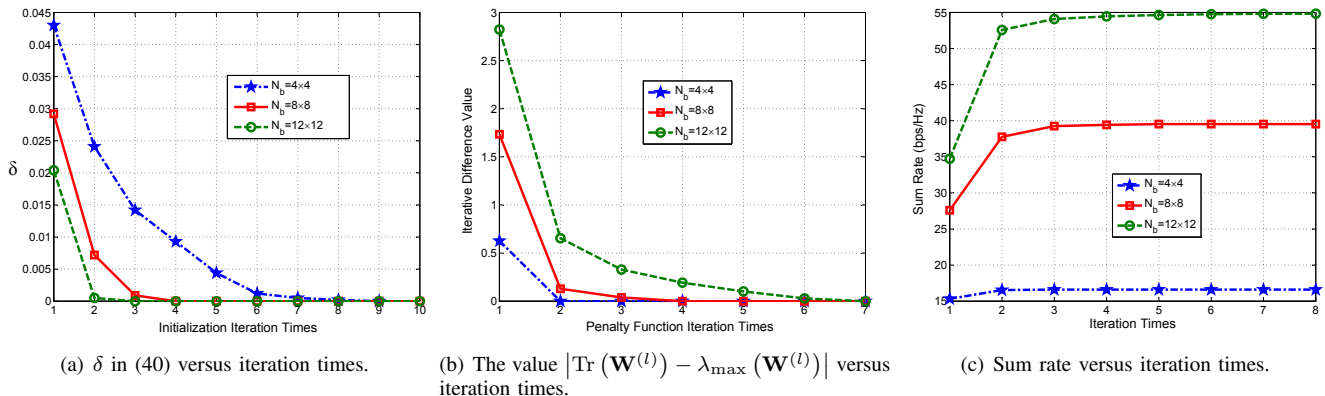 0.045
0.04
0.035
0.03
0.025
0.02
0.015
0.01
0.005
0
δ
1 2 3 4 5 6 7 8 9 10
Initialization Iteration Times
N_b=4×4
N_b=8×8
N_b=12×12
(a) δ in (40) versus iteration times.
3
2.5
2
1.5
1
0.5
0
Iterative Difference Value
1 2 3 4 5 6 7
Penalty Function Iteration Times
N_b=4×4
N_b=8×8
N_b=12×12
(b) The value |Tr (W^(l)) − λ_max (W^(l))| versus
iteration times.
55
50
45
40
35
30
25
20
15
Sum Rate (bps/Hz)
1 2 3 4 5 6 7 8
Iteration Times
N_b=4×4
N_b=8×8
N_b=12×12
(c) Sum rate versus iteration times.